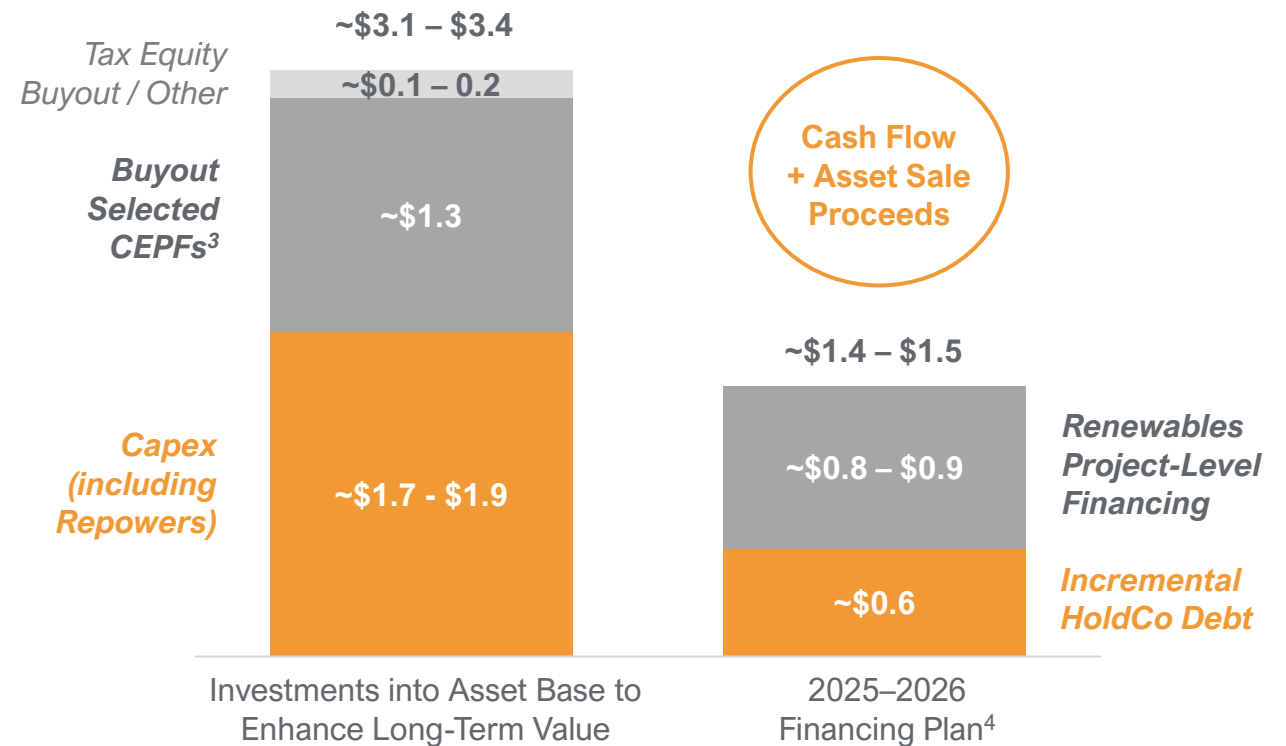 ~$3.1 – $3.4
Tax Equity
Buyout / Other
~$0.1 – 0.2
Buyout
Selected
CEPFs³
~$1.3
Capex
(including
Repowers)
~$1.7 - $1.9
Investments into Asset Base to
Enhance Long-Term Value
Cash Flow
+ Asset Sale
Proceeds
~$1.4 – $1.5
~$0.8 – $0.9
Renewables
Project-Level
Financing
~$0.6
Incremental
HoldCo Debt
2025–2026
Financing Plan⁴